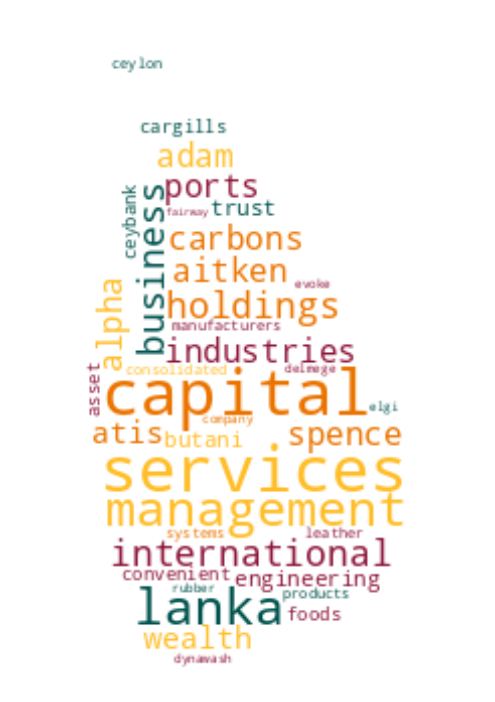 ceylon
cargills
adam
ports
ceybank
business
fairway
trust
carbons
aitken
evoke
alpha
holdings
manufacturers
industries
asset
consolidated
delmege
capital
elgi
company
atis
butani
spence
services
management
systems
leather
international
convenient
engineering
rubber
products
lanka
foods
wealth
dynawash